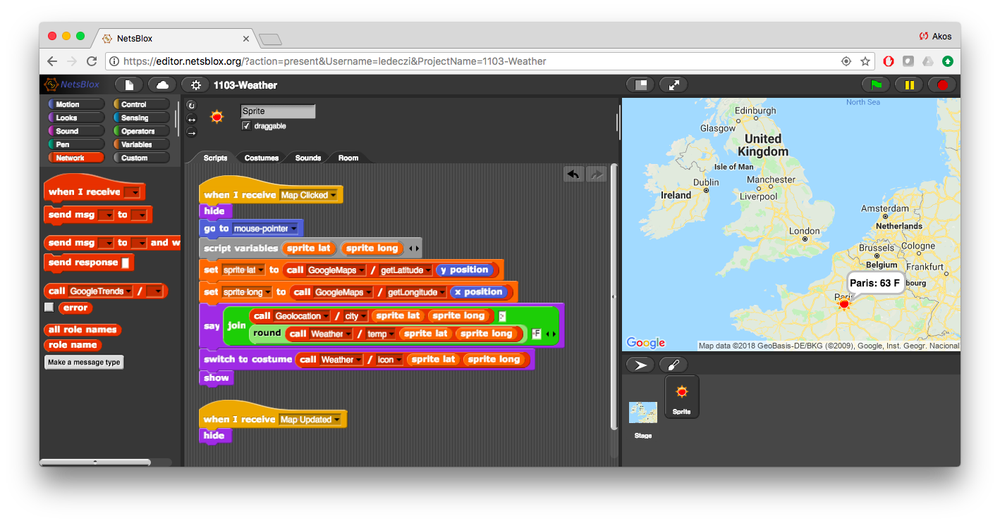 NetsBlox
Akos
https://editor.netsblox.org/?action=present&Username=ledeczi&ProjectName=1103-Weather
NetsBlox
1103-Weather
Motion Control
Looks Sensing
Sound Operators
Pen Variables
Network Custom
when I receive
send msg to
send msg to and w
send response
call GoogleTrends /
error
all role names
role name
Make a message type
Sprite
draggable
Scripts Costumes Sounds Room
when I receive Map Clicked
hide
go to mouse-pointer
script variables sprite lat sprite long
set sprite lat to call GoogleMaps / getLatitude y position
set sprite long to call GoogleMaps / getLongitude x position
say join call Geolocation / city sprite lat sprite long :
round call Weather / temp sprite lat sprite long F
switch to costume call Weather / icon sprite lat sprite long
show
when I receive Map Updated
hide
North Sea
Edinburgh
Glasgow
United
Kingdom
Isle of Man
Dublin
Manchester
Ireland
Liverpool
Amsterdam
Netherlands
London
Brussels
Cologne
Belgium
Frankfurt
Paris: 63 F
bourg
Paris
Google
Map data ©2018 GeoBasis-DE/BKG (©2009), Google, Inst. Geogr. Nacional
Stage
Sprite